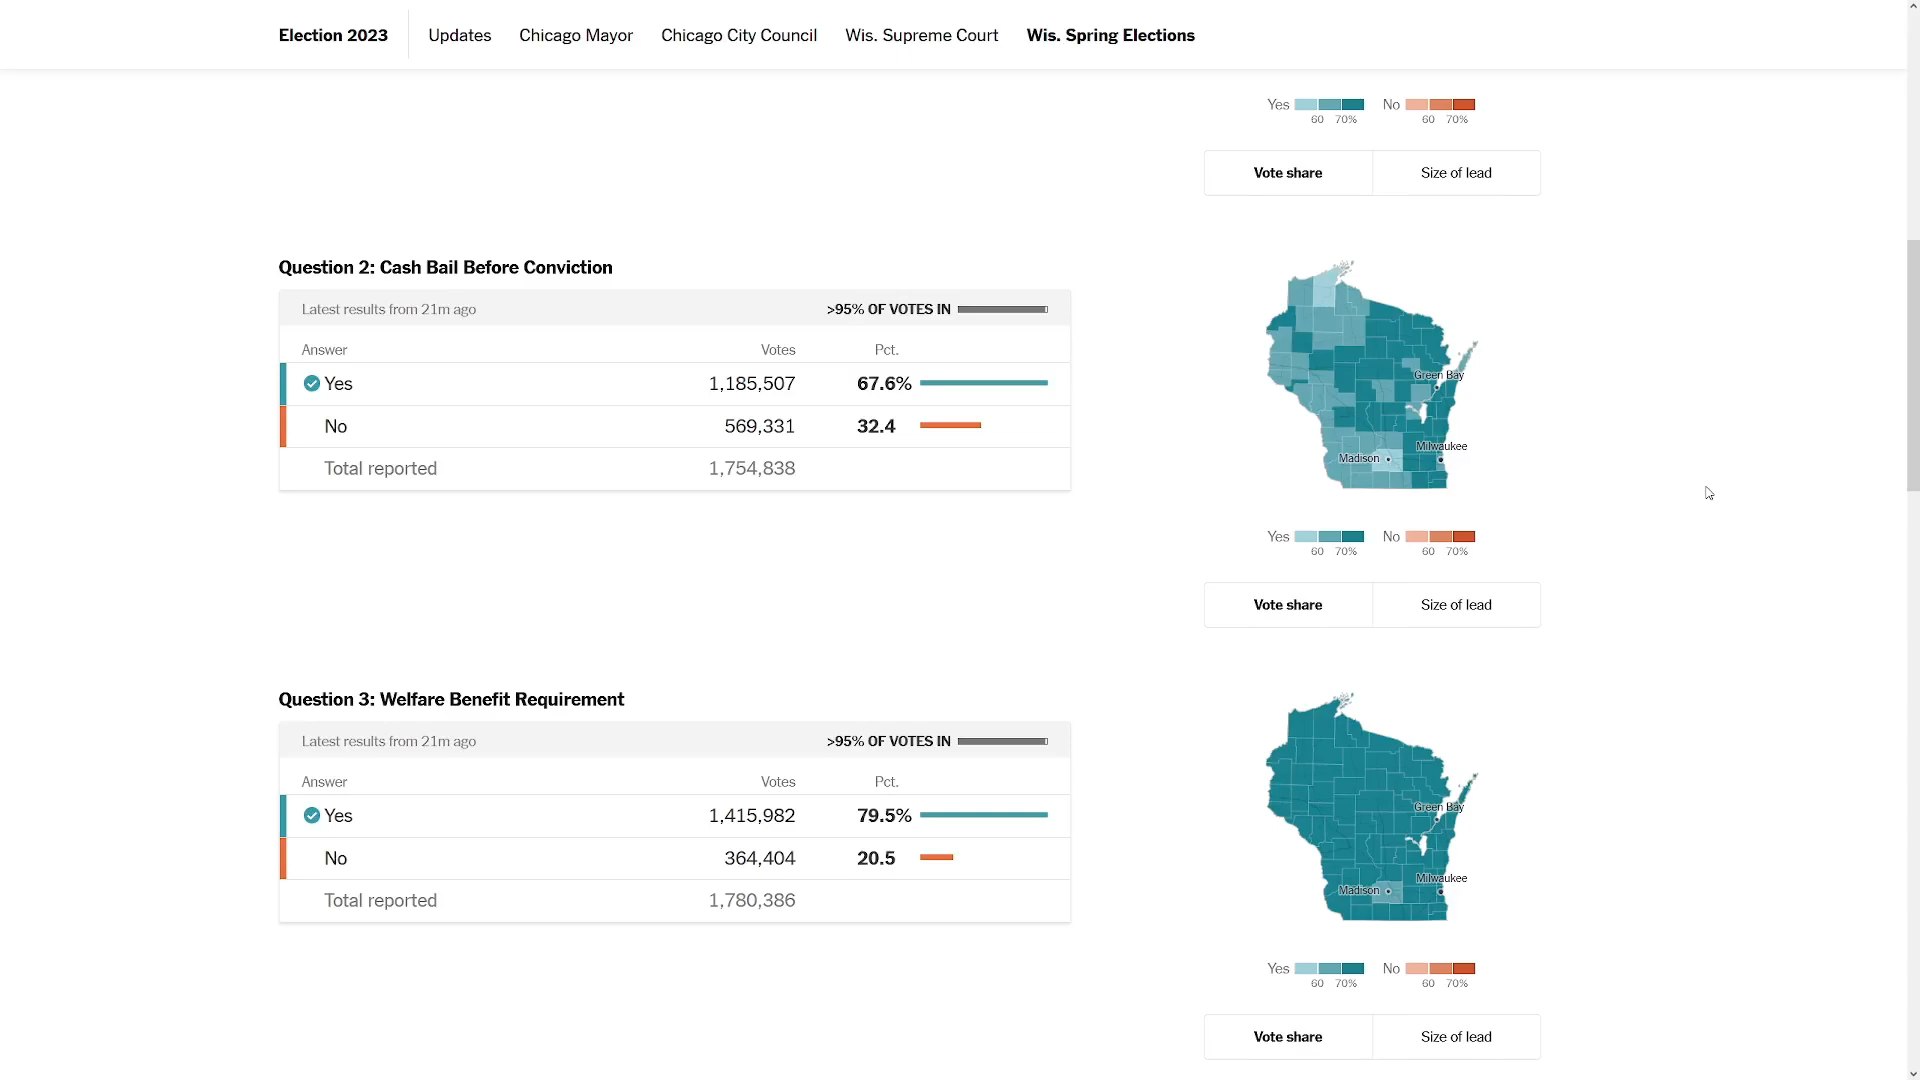 Election 2023 Updates Chicago Mayor Chicago City Council Wis. Supreme Court Wis. Spring Elections
Yes No
60 70% 60 70%
Vote share Size of lead
Question 2: Cash Bail Before Conviction
Latest results from 21m ago >95% OF VOTES IN
Answer Votes Pct.
Yes 1,185,507 67.6%
No 569,331 32.4
Total reported 1,754,838
Green Bay
Milwaukee
Madison
Yes No
60 70% 60 70%
Vote share Size of lead
Question 3: Welfare Benefit Requirement
Latest results from 21m ago >95% OF VOTES IN
Answer Votes Pct.
Yes 1,415,982 79.5%
No 364,404 20.5
Total reported 1,780,386
Green Bay
Milwaukee
Madison
Yes No
60 70% 60 70%
Vote share Size of lead